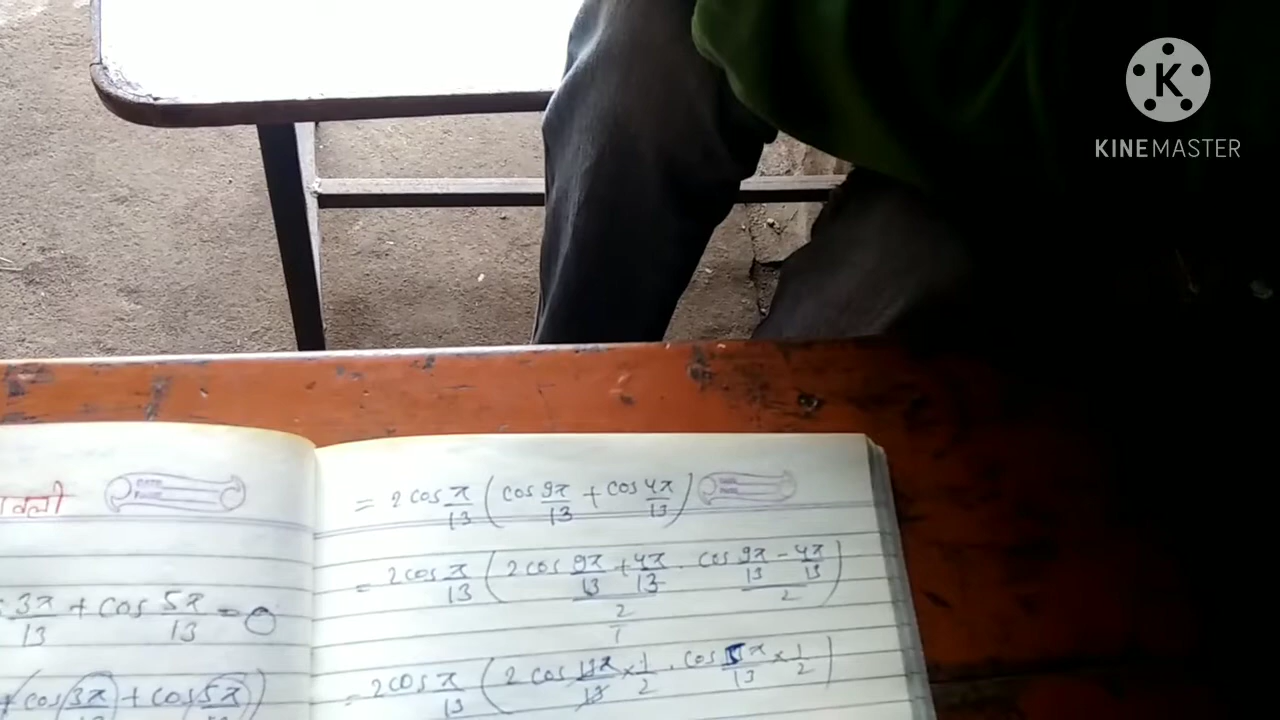 KINEMASTER
= 2 cos π/13 ( cos 9π/13 + cos 4π/13 )
= 2 cos π/13 ( 2 cos (9π/13 + 4π/13)/2 · cos (9π/13 - 4π/13)/2 )
= 2 cos π/13 ( 2 cos 13π/13 × 1/2 · cos 5π/13 × 1/2 )
3π/13 + cos 5π/13 = 0
( cos 3π/13 + cos 5π/13 )